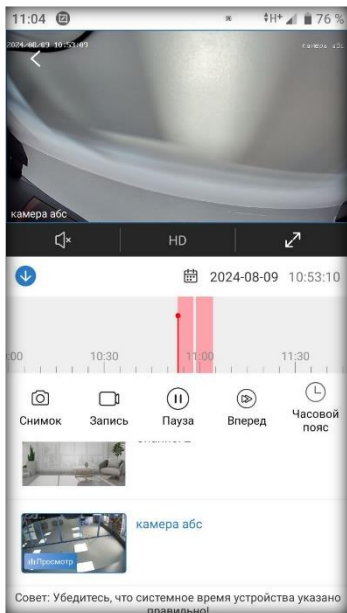 11:04 H+ 76 %
2024/08/09 10:53:09 камера абс
камера абс
HD
2024-08-09 10:53:10
:00 10:30 11:00 11:30
Снимок Запись Пауза Вперед Часовой
пояс
камера абс
Просмотр
Совет: Убедитесь, что системное время устройства указано
правильно!